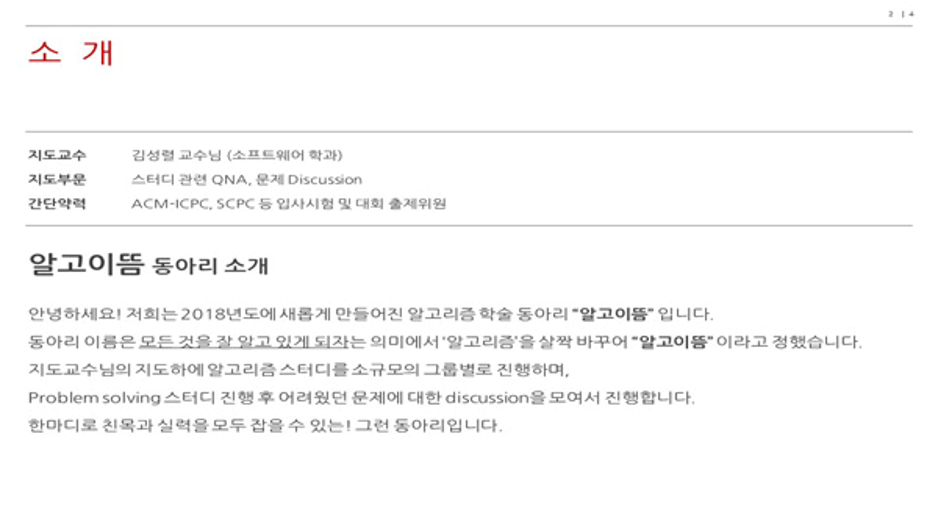 2 | 4
소 개
지도교수 김성렬 교수님 (소프트웨어 학과)
지도부문 스터디 관련 QNA, 문제 Discussion
간단약력 ACM-ICPC, SCPC 등 입사시험 및 대회 출제위원
알고이뜸 동아리 소개
안녕하세요! 저희는 2018년도에 새롭게 만들어진 알고리즘 학술 동아리 "알고이뜸" 입니다.
동아리 이름은 모든 것을 잘 알고 있게 되자는 의미에서 '알고리즘'을 살짝 바꾸어 "알고이뜸" 이라고 정했습니다.
지도교수님의 지도하에 알고리즘 스터디를 소규모의 그룹별로 진행하며,
Problem solving 스터디 진행 후 어려웠던 문제에 대한 discussion을 모여서 진행합니다.
한마디로 친목과 실력을 모두 잡을 수 있는! 그런 동아리입니다.